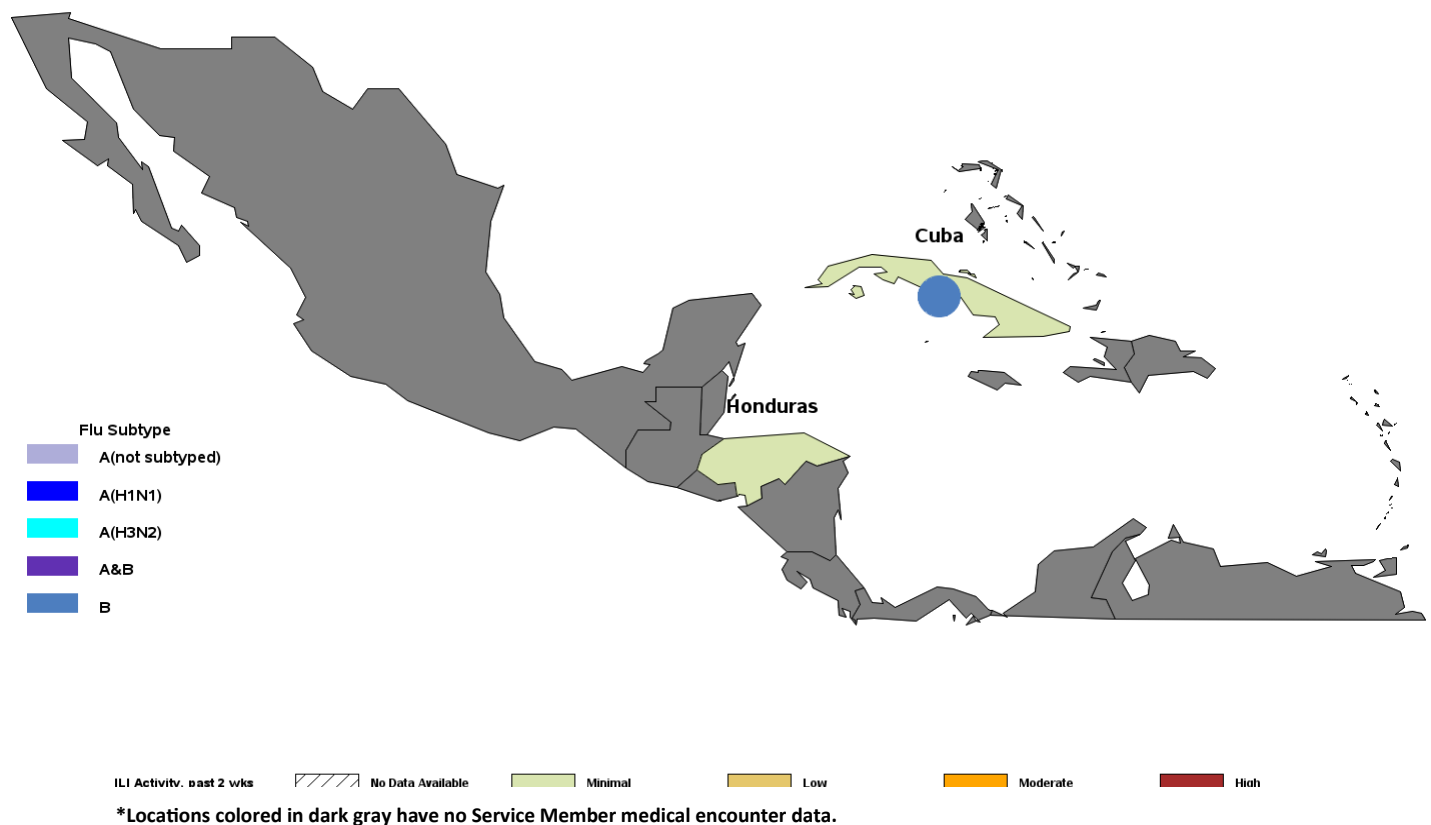 Cuba
Honduras
Flu Subtype
A(not subtyped)
A(H1N1)
A(H3N2)
A&B
B
ILI Activity, past 2 wks No Data Available Minimal Low Moderate High
*Locations colored in dark gray have no Service Member medical encounter data.